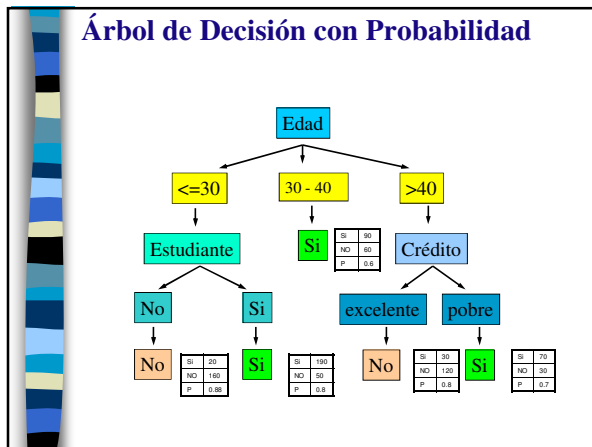 Árbol de Decisión con Probabilidad
Edad
<=30
30 - 40
>40
Estudiante
Si
Si 90
NO 60
P 0.6
Crédito
No
Si
excelente
pobre
No
Si 20
NO 160
P 0.88
Si
Si 190
NO 50
P 0.8
No
Si 30
NO 120
P 0.8
Si
Si 70
NO 30
P 0.7